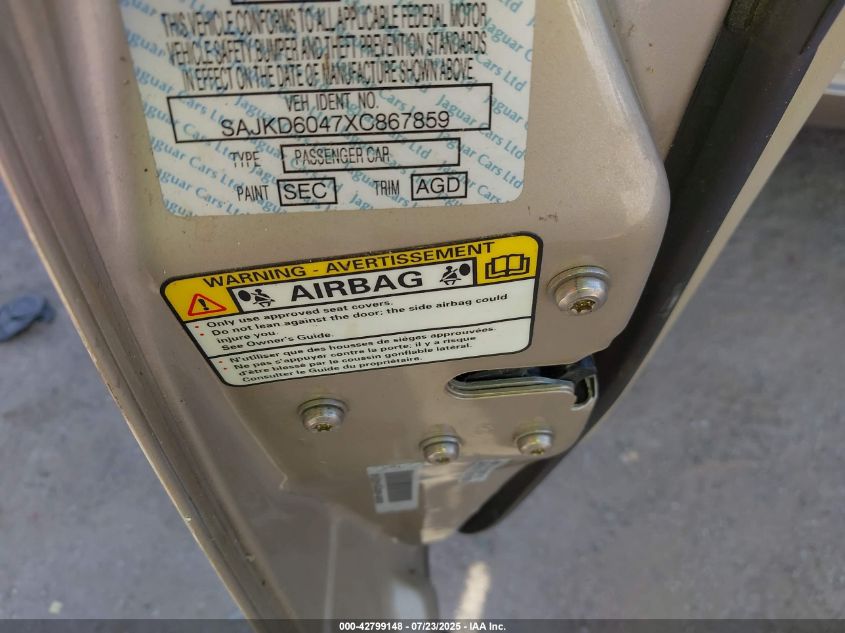 THIS VEHICLE CONFORMS TO ALL APPLICABLE FEDERAL MOTOR
VEHICLE SAFETY BUMPER AND THEFT PREVENTION STANDARDS
IN EFFECT ON THE DATE OF MANUFACTURE SHOWN ABOVE.
VEH IDENT NO.
SAJKD6047XC867859
TYPE PASSENGER CAR
PAINT SEC TRIM AGD
Jaguar Cars Ltd
WARNING - AVERTISSEMENT
AIRBAG
• Only use approved seat covers.
• Do not lean against the door; the side airbag could
injure you.
See Owner's Guide.
• N'utiliser que des housses de sièges approuvées.
• Ne pas s'appuyer contre la porte, il y a risque
d'être blessé par le coussin gonflable latéral.
Consulter le Guide du propriétaire.
000-42799148 - 07/23/2025 - IAA Inc.